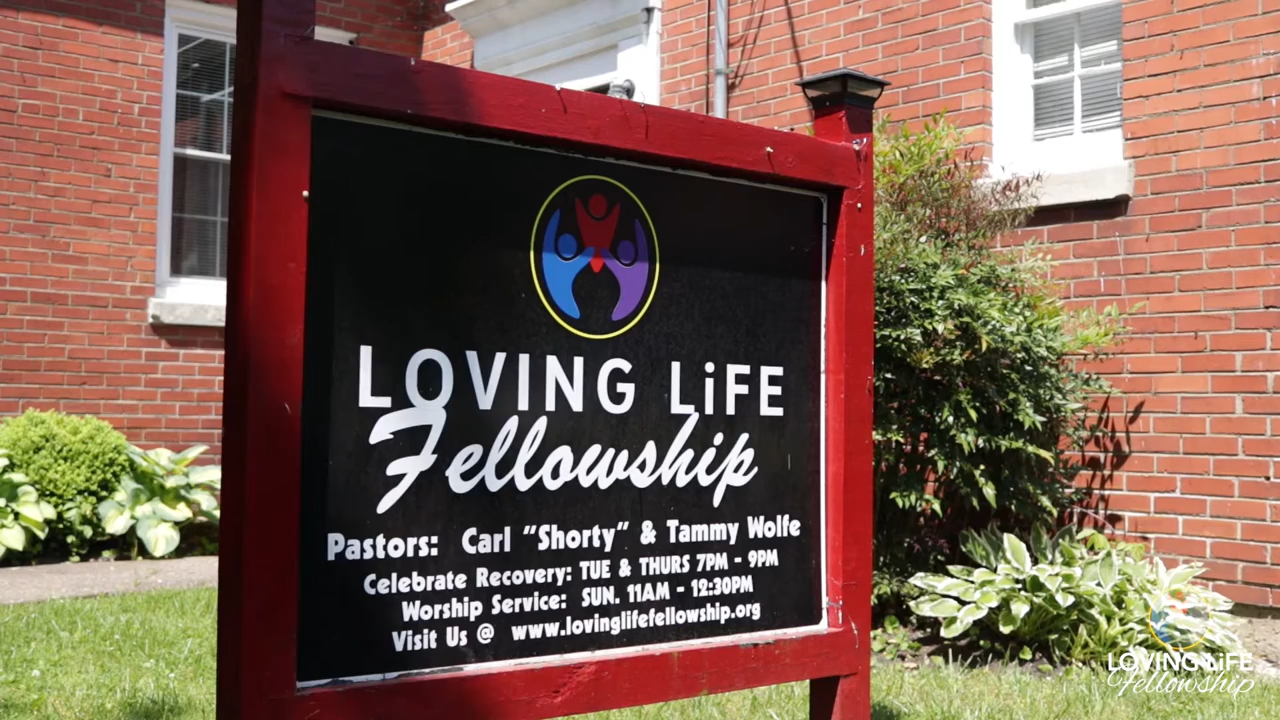 LOVING LiFE
Fellowship
Pastors: Carl "Shorty" & Tammy Wolfe
Celebrate Recovery: TUE & THURS 7PM - 9PM
Worship Service: SUN. 11AM - 12:30PM
Visit Us @ www.lovinglifefellowship.org
LOVING LiFE
Fellowship